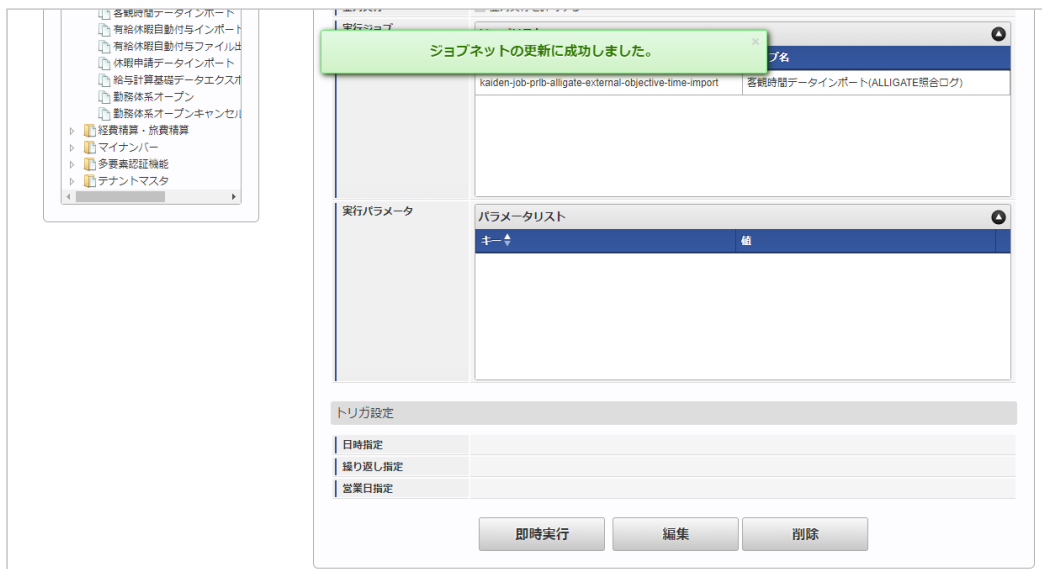 客観時間データインポート
有給休暇自動付与インポート
有給休暇自動付与ファイル出
休暇申請データインポート
給与計算基礎データエクスポ
勤務体系オープン
勤務体系オープンキャンセル
経費精算・旅費精算
マイナンバー
多要素認証機能
テナントマスタ
実行ジョブ
ジョブネットの更新に成功しました。
×
ブ名
kaiden-job-prlb-alligate-external-objective-time-import
客観時間データインポート(ALLIGATE照合ログ)
実行パラメータ
パラメータリスト
キー
値
トリガ設定
日時指定
繰り返し指定
営業日指定
即時実行
編集
削除